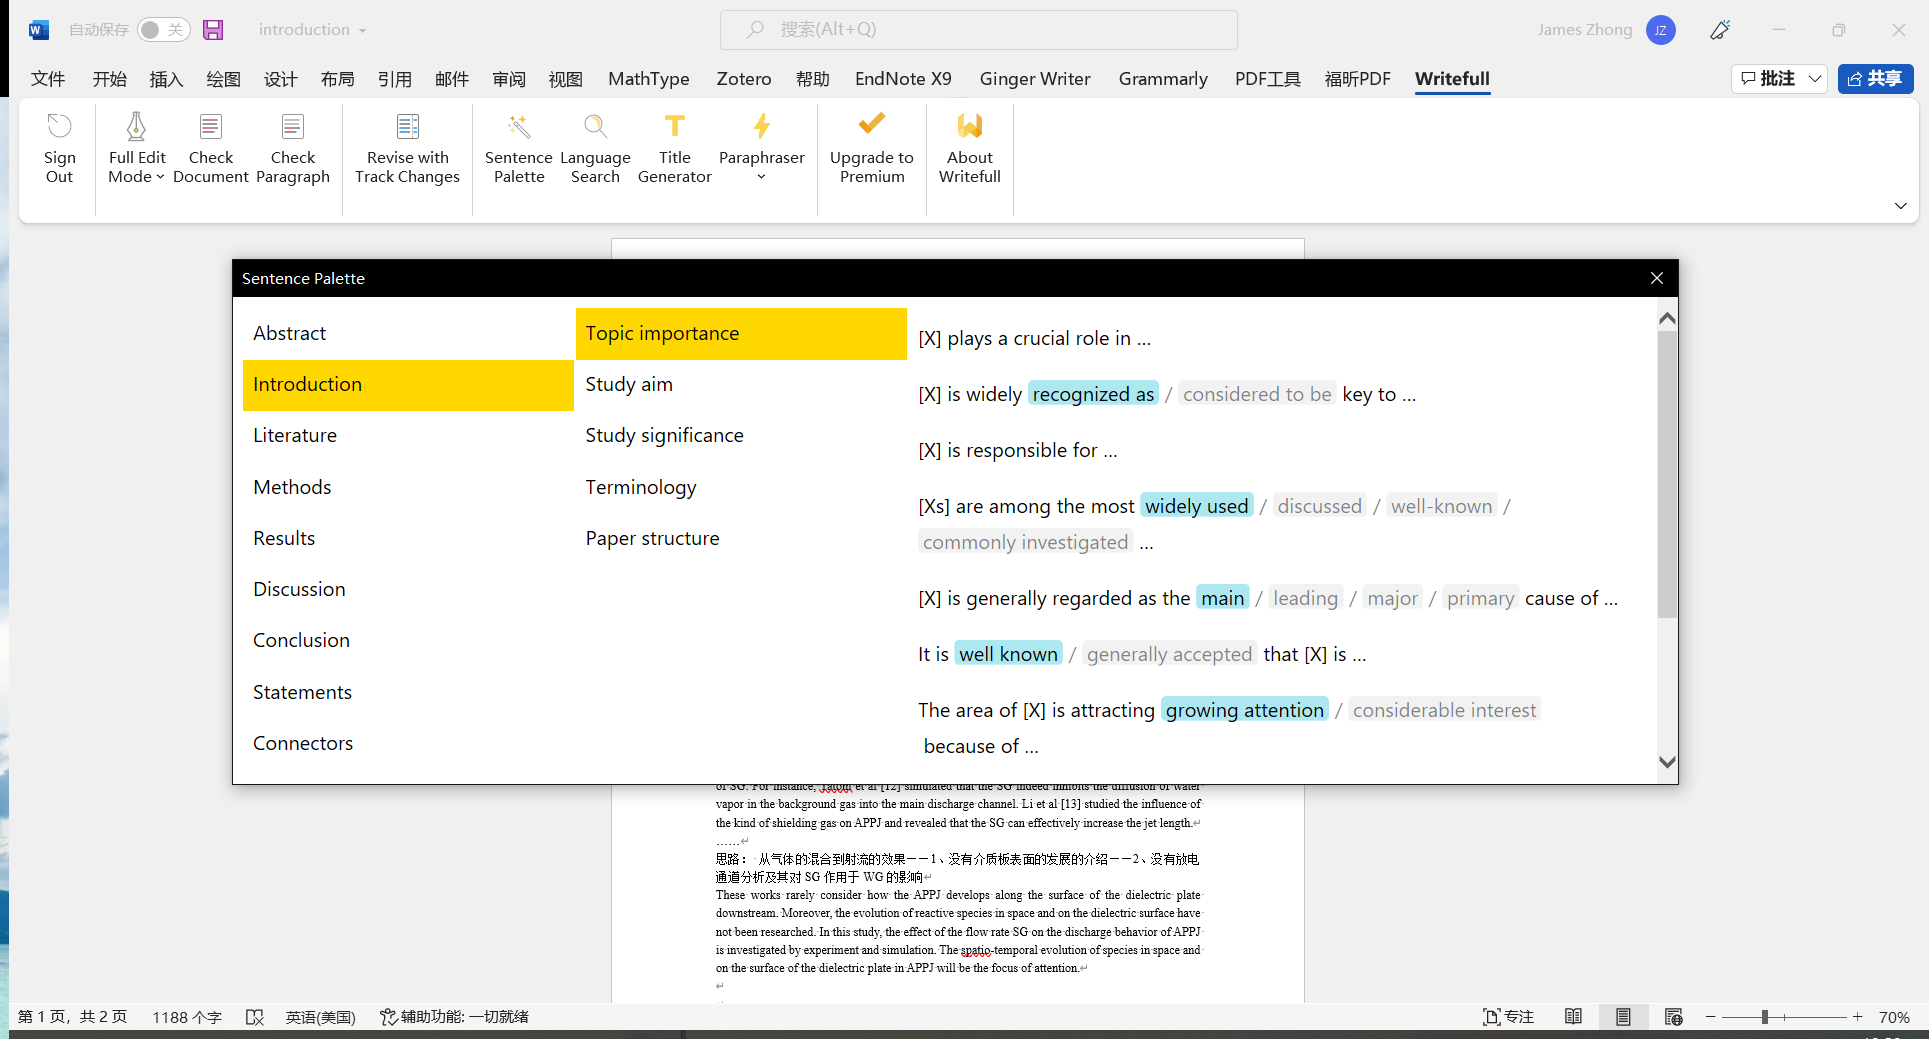 自动保存 关 introduction 搜索(Alt+Q) James Zhong JZ
文件 开始 插入 绘图 设计 布局 引用 邮件 审阅 视图 MathType Zotero 帮助 EndNote X9 Ginger Writer Grammarly PDF工具 福昕PDF Writefull 批注 共享
Sign Out
Full Edit Mode
Check Document
Check Paragraph
Revise with Track Changes
Sentence Palette
Language Search
Title Generator
Paraphraser
Upgrade to Premium
About Writefull
Sentence Palette
Abstract
Introduction
Literature
Methods
Results
Discussion
Conclusion
Statements
Connectors
Topic importance
Study aim
Study significance
Terminology
Paper structure
[X] plays a crucial role in ...
[X] is widely recognized as / considered to be key to ...
[X] is responsible for ...
[Xs] are among the most widely used / discussed / well-known /
commonly investigated ...
[X] is generally regarded as the main / leading / major / primary cause of ...
It is well known / generally accepted that [X] is ...
The area of [X] is attracting growing attention / considerable interest
because of ...
of SG. For instance, et al [12] simulated that the SG indeed inhibits the diffusion of water
vapor in the background gas into the main discharge channel. Li et al [13] studied the influence of
the kind of shielding gas on APPJ and revealed that the SG can effectively increase the jet length.
……
思路： 从气体的混合到射流的效果——1、没有介质板表面的发展的介绍——2、没有放电
通道分析及其对 SG 作用于 WG 的影响
These works rarely consider how the APPJ develops along the surface of the dielectric plate
downstream. Moreover, the evolution of reactive species in space and on the dielectric surface have
not been researched. In this study, the effect of the flow rate SG on the discharge behavior of APPJ
is investigated by experiment and simulation. The spatio-temporal evolution of species in space and
on the surface of the dielectric plate in APPJ will be the focus of attention.
第 1 页，共 2 页 1188 个字 英语(美国) 辅助功能: 一切就绪 专注 70%